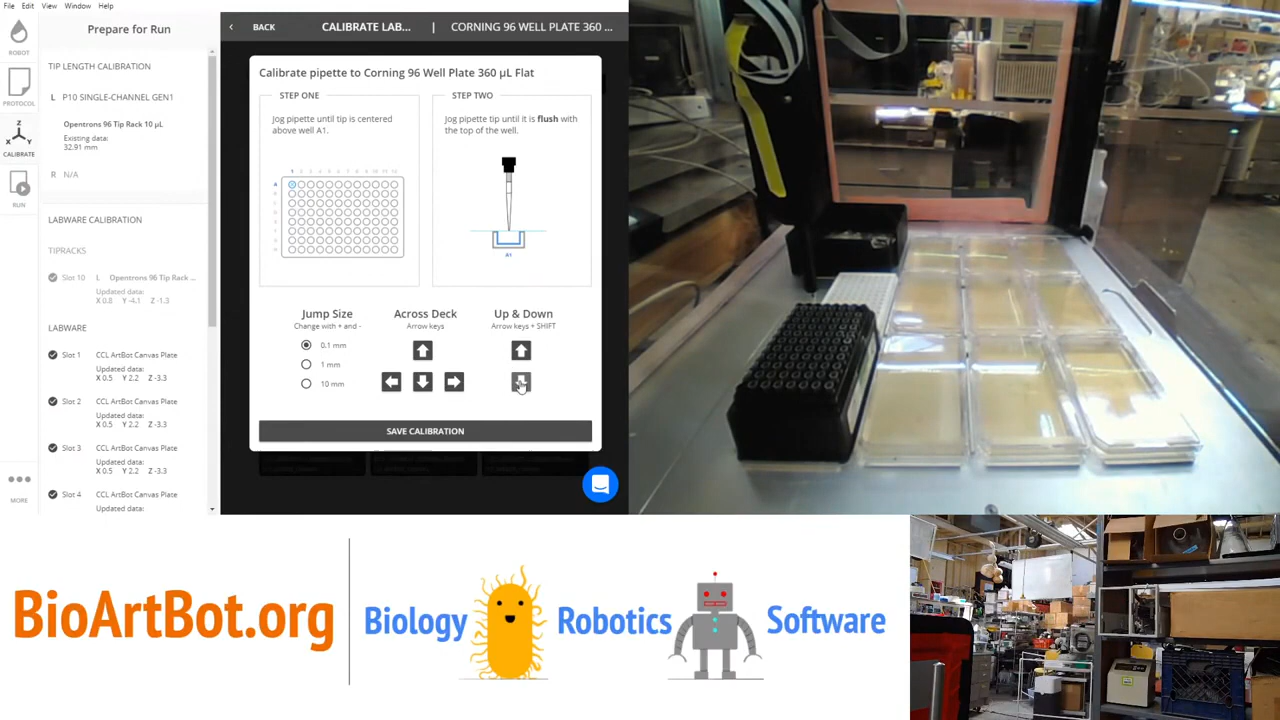 File Edit View Window Help
ROBOT
PROTOCOL
CALIBRATE
RUN
MORE
Prepare for Run
TIP LENGTH CALIBRATION
L P10 SINGLE-CHANNEL GEN1
Opentrons 96 Tip Rack 10 µL
Existing data:
32.91 mm
R N/A
LABWARE CALIBRATION
TIPRACKS
Slot 10 L Opentrons 96 Tip Rack ...
Updated data:
X 0.8 Y -4.1 Z -1.3
LABWARE
Slot 1 CCL ArtBot Canvas Plate
Updated data:
X 0.5 Y 2.2 Z -3.3
Slot 2 CCL ArtBot Canvas Plate
Updated data:
X 0.5 Y 2.2 Z -3.3
Slot 3 CCL ArtBot Canvas Plate
Updated data:
X 0.5 Y 2.2 Z -3.3
Slot 4 CCL ArtBot Canvas Plate
Updated data:
BACK CALIBRATE LAB... | CORNING 96 WELL PLATE 360 ...
Calibrate pipette to Corning 96 Well Plate 360 µL Flat
STEP ONE
Jog pipette until tip is centered
above well A1.
STEP TWO
Jog pipette tip until it is flush with
the top of the well.
A1
Jump Size
Change with + and -
0.1 mm
1 mm
10 mm
Across Deck
Arrow keys
Up & Down
Arrow keys + SHIFT
SAVE CALIBRATION
BioArtBot.org
Biology
Robotics
Software